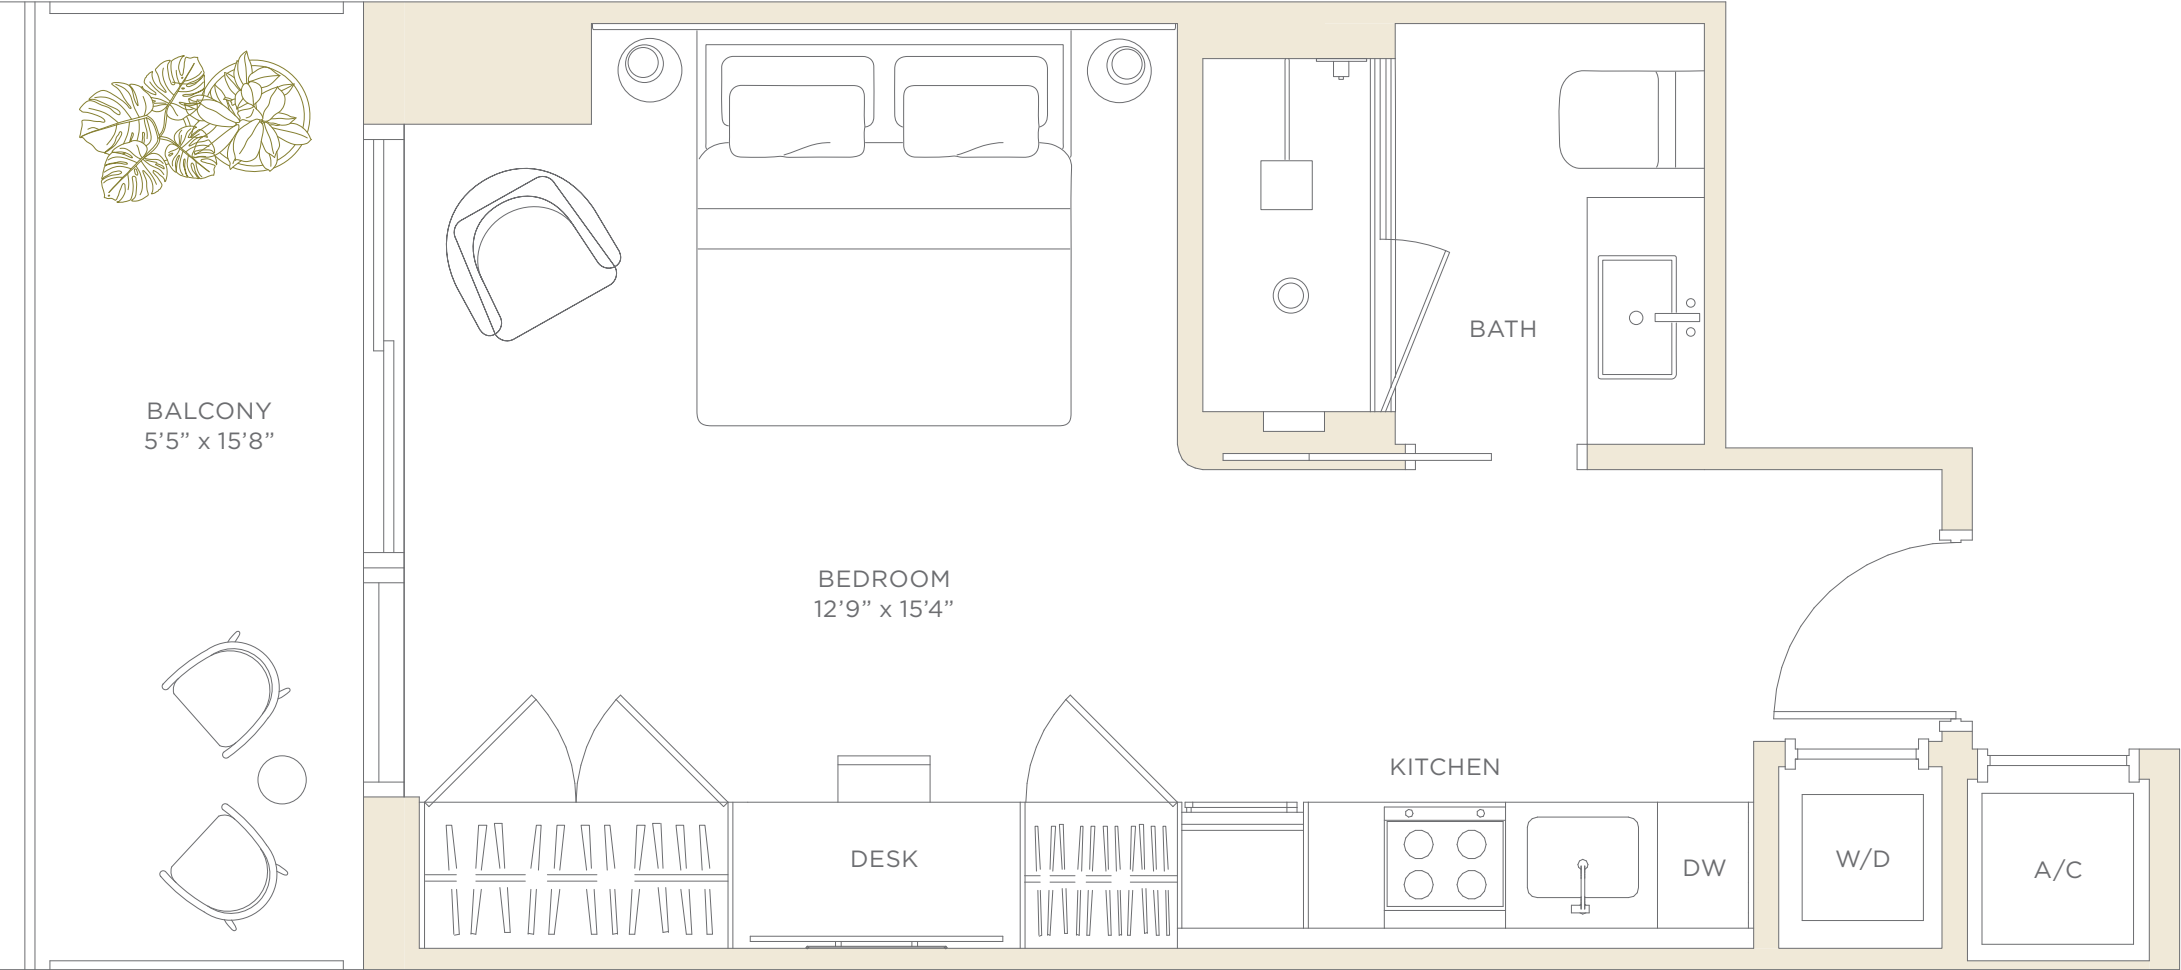 BATH
BALCONY
5’5” x 15’8”
BEDROOM
12’9” x 15’4”
KITCHEN
DESK
DW
W/D
A/C